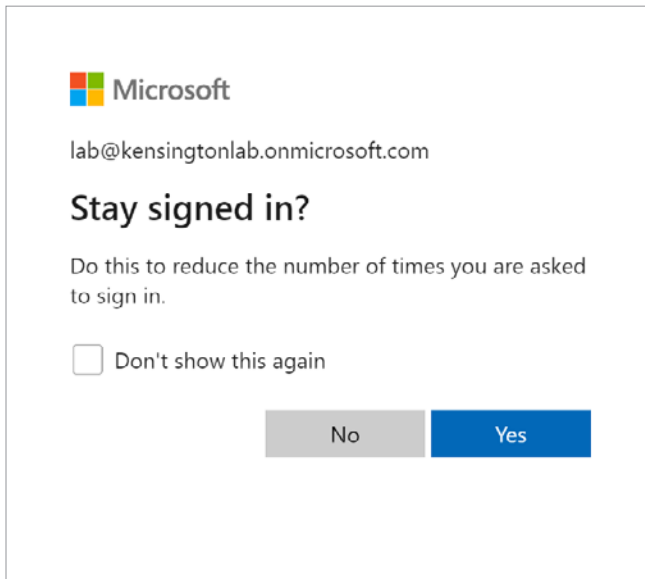 Microsoft
lab@kensingtonlab.onmicrosoft.com
Stay signed in?
Do this to reduce the number of times you are asked
to sign in.
Don't show this again
No Yes